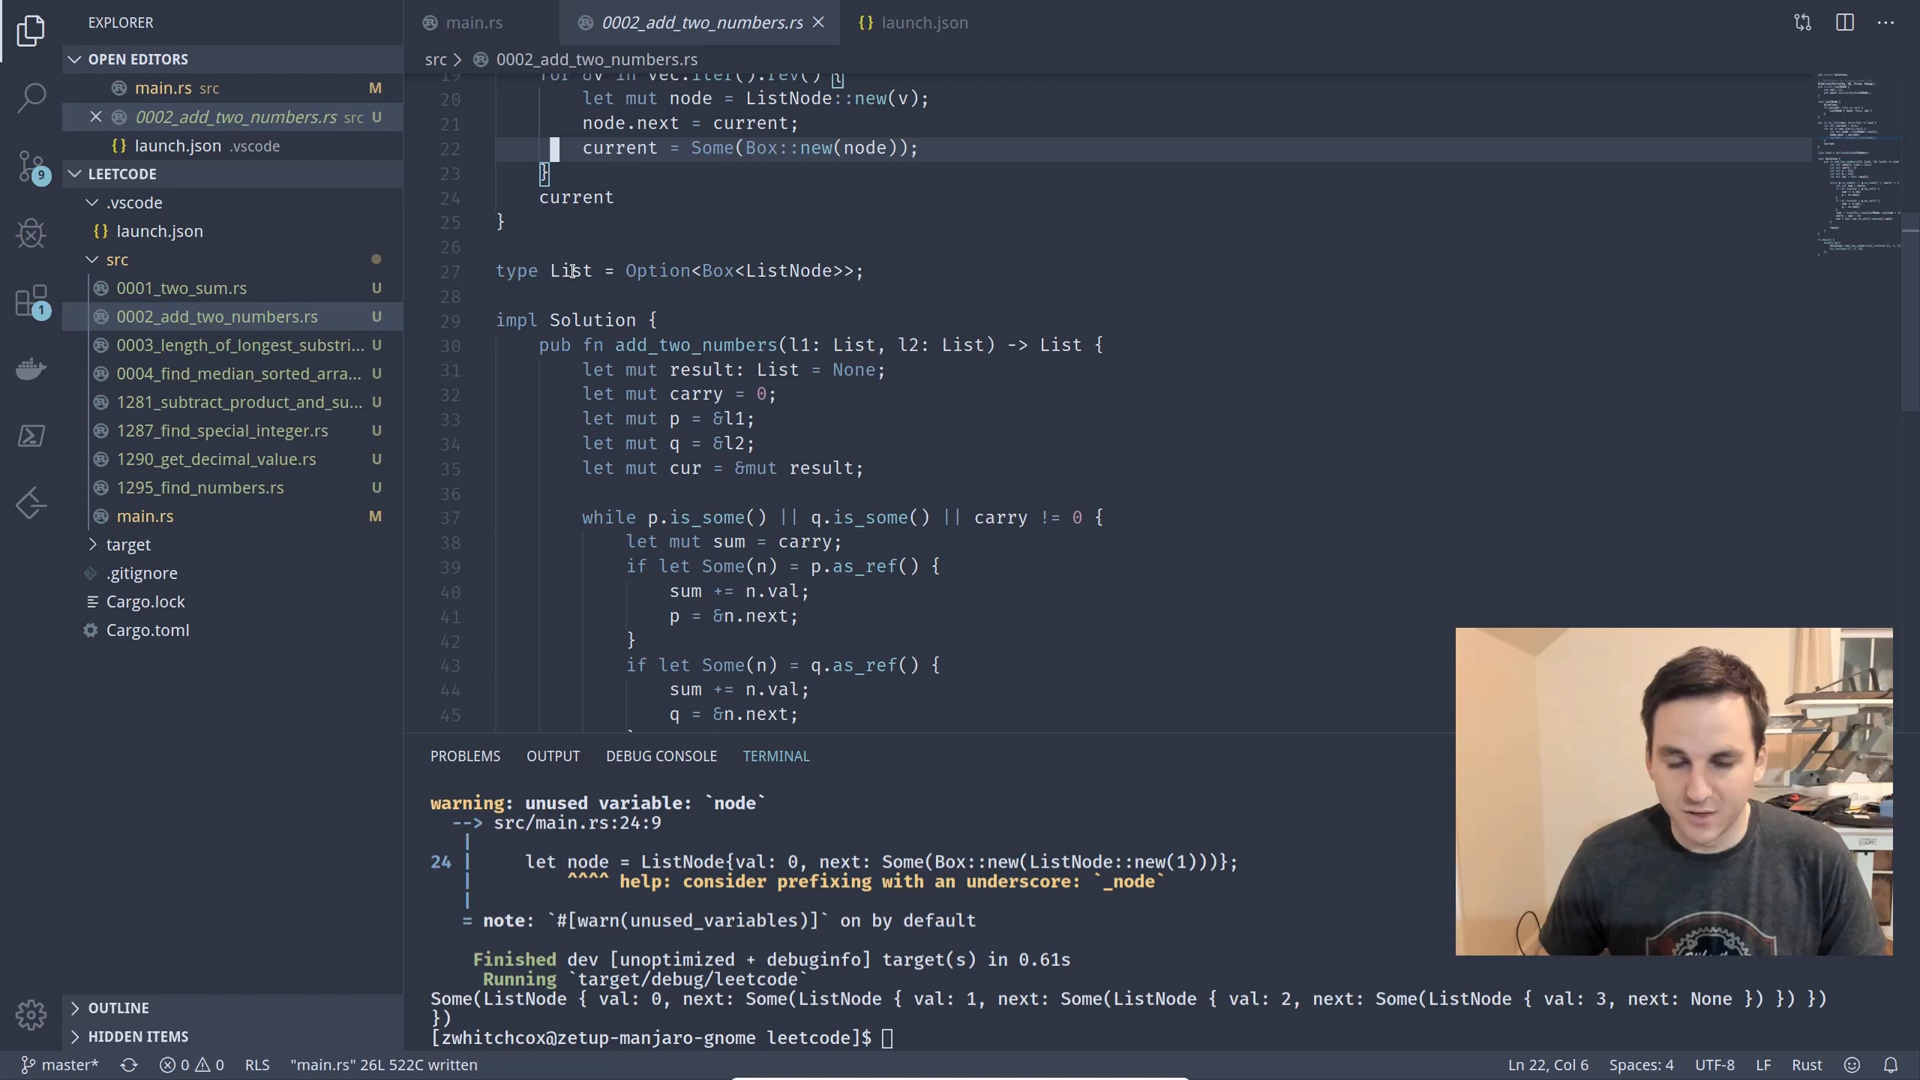 EXPLORER
OPEN EDITORS
main.rs src M
0002_add_two_numbers.rs src U
launch.json .vscode
LEETCODE
.vscode
launch.json
src
0001_two_sum.rs U
0002_add_two_numbers.rs U
0003_length_of_longest_substri... U
0004_find_median_sorted_arra... U
1281_subtract_product_and_su... U
1287_find_special_integer.rs U
1290_get_decimal_value.rs U
1295_find_numbers.rs U
main.rs M
target
.gitignore
Cargo.lock
Cargo.toml
OUTLINE
HIDDEN ITEMS
9
1
main.rs
0002_add_two_numbers.rs
launch.json
src > 0002_add_two_numbers.rs
19 for &v in vec.iter().rev() {
20 let mut node = ListNode::new(v);
21 node.next = current;
22 current = Some(Box::new(node));
23 }
24 current
25 }
26
27 type List = Option<Box<ListNode>>;
28
29 impl Solution {
30 pub fn add_two_numbers(l1: List, l2: List) -> List {
31 let mut result: List = None;
32 let mut carry = 0;
33 let mut p = &l1;
34 let mut q = &l2;
35 let mut cur = &mut result;
36
37 while p.is_some() || q.is_some() || carry != 0 {
38 let mut sum = carry;
39 if let Some(n) = p.as_ref() {
40 sum += n.val;
41 p = &n.next;
42 }
43 if let Some(n) = q.as_ref() {
44 sum += n.val;
45 q = &n.next;
PROBLEMS OUTPUT DEBUG CONSOLE TERMINAL
warning: unused variable: `node`
--> src/main.rs:24:9
|
24 | let node = ListNode{val: 0, next: Some(Box::new(ListNode::new(1)))};
| ^^^^ help: consider prefixing with an underscore: `_node`
|
= note: `#[warn(unused_variables)]` on by default
Finished dev [unoptimized + debuginfo] target(s) in 0.61s
Running `target/debug/leetcode`
Some(ListNode { val: 0, next: Some(ListNode { val: 1, next: Some(ListNode { val: 2, next: Some(ListNode { val: 3, next: None }) }) })
})
[zwhitchcox@zetup-manjaro-gnome leetcode]$
master* 0 0 RLS "main.rs" 26L 522C written Ln 22, Col 6 Spaces: 4 UTF-8 LF Rust